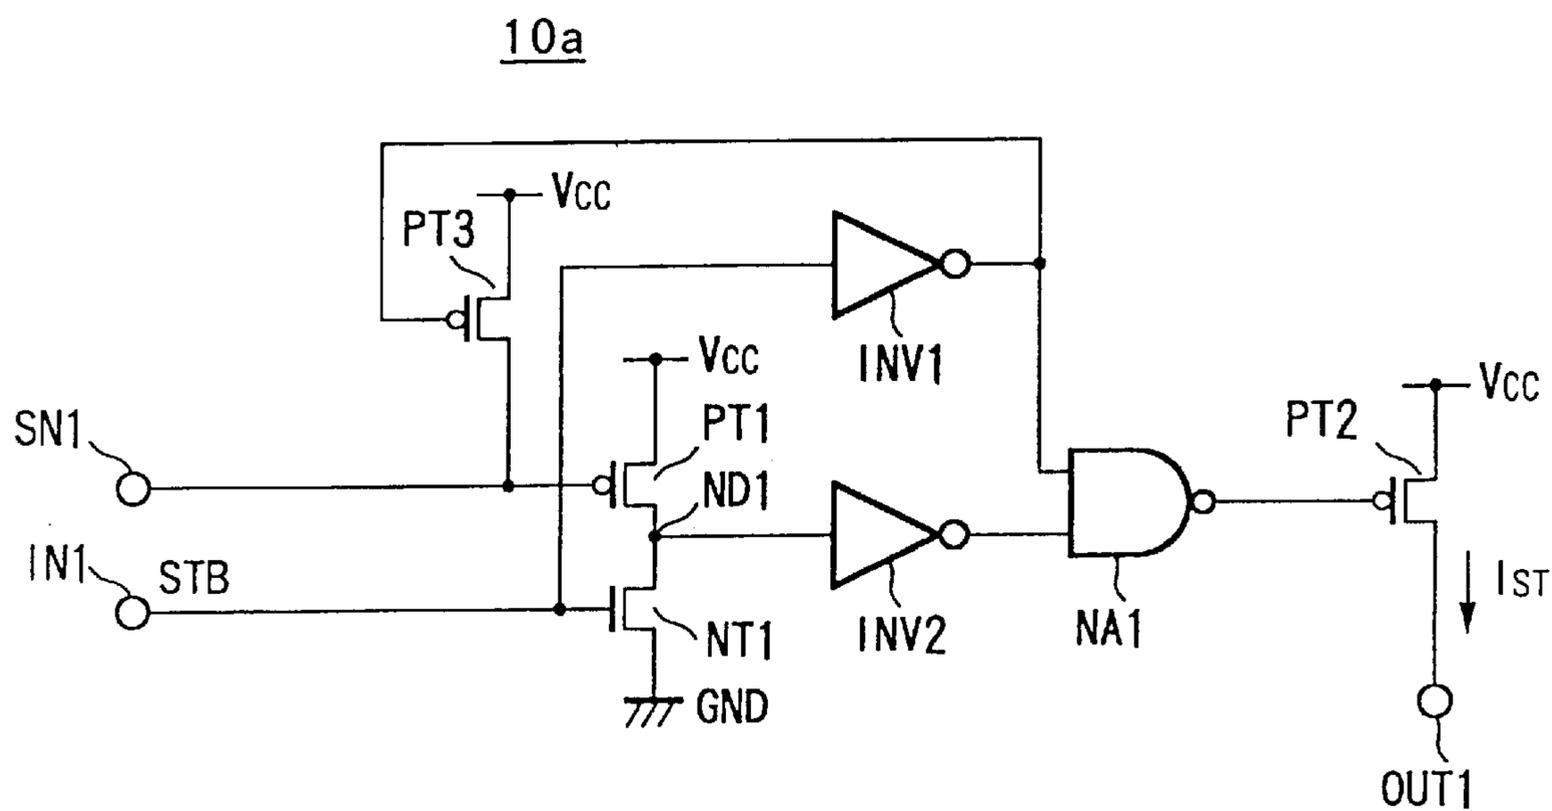 10a
VCC
PT3
INV1
VCC
PT1
ND1
SN1
VCC
PT2
IN1
STB
NT1
INV2
NA1
IST
GND
OUT1